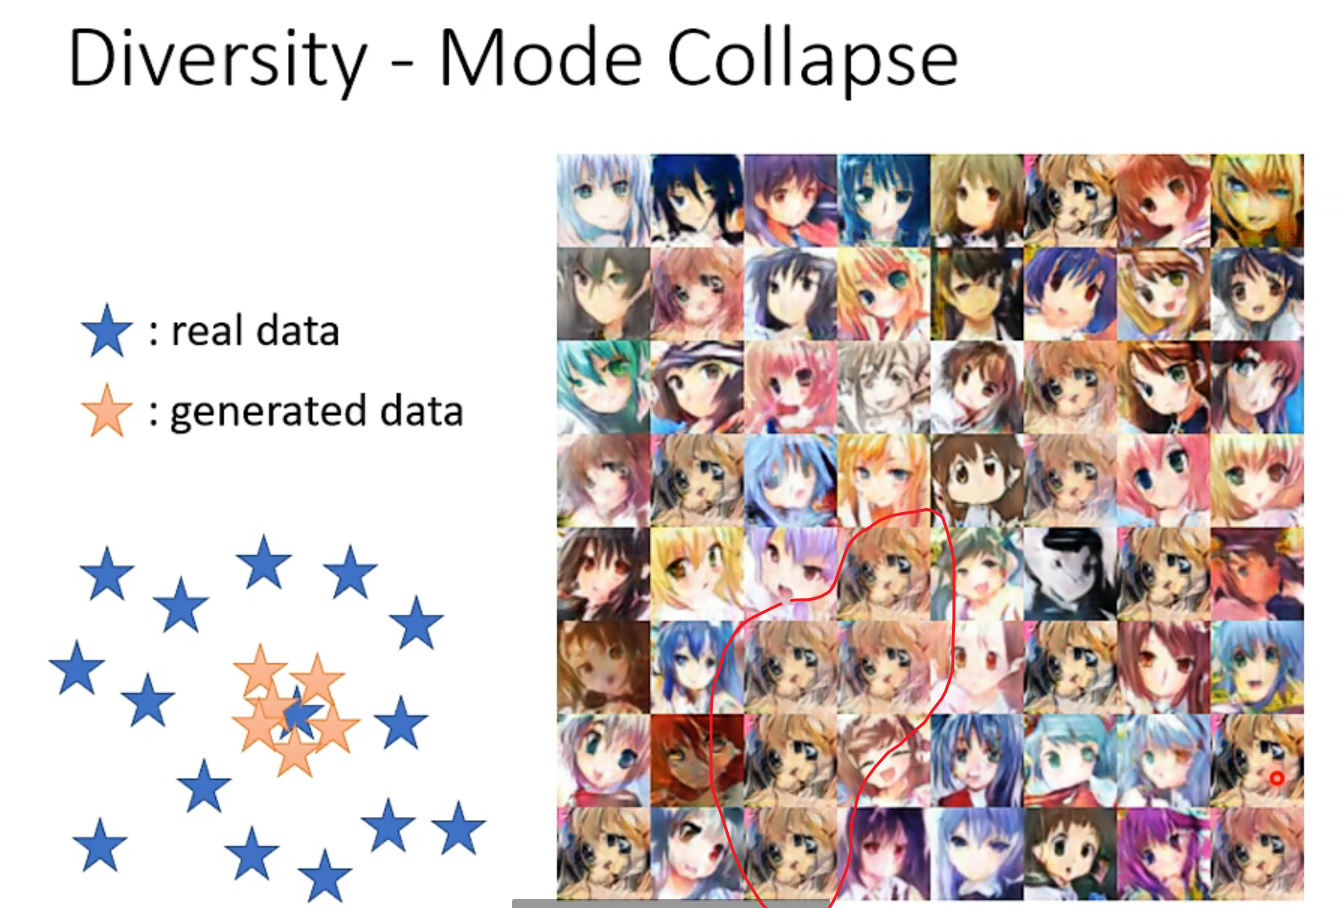 Diversity - Mode Collapse
: real data
: generated data